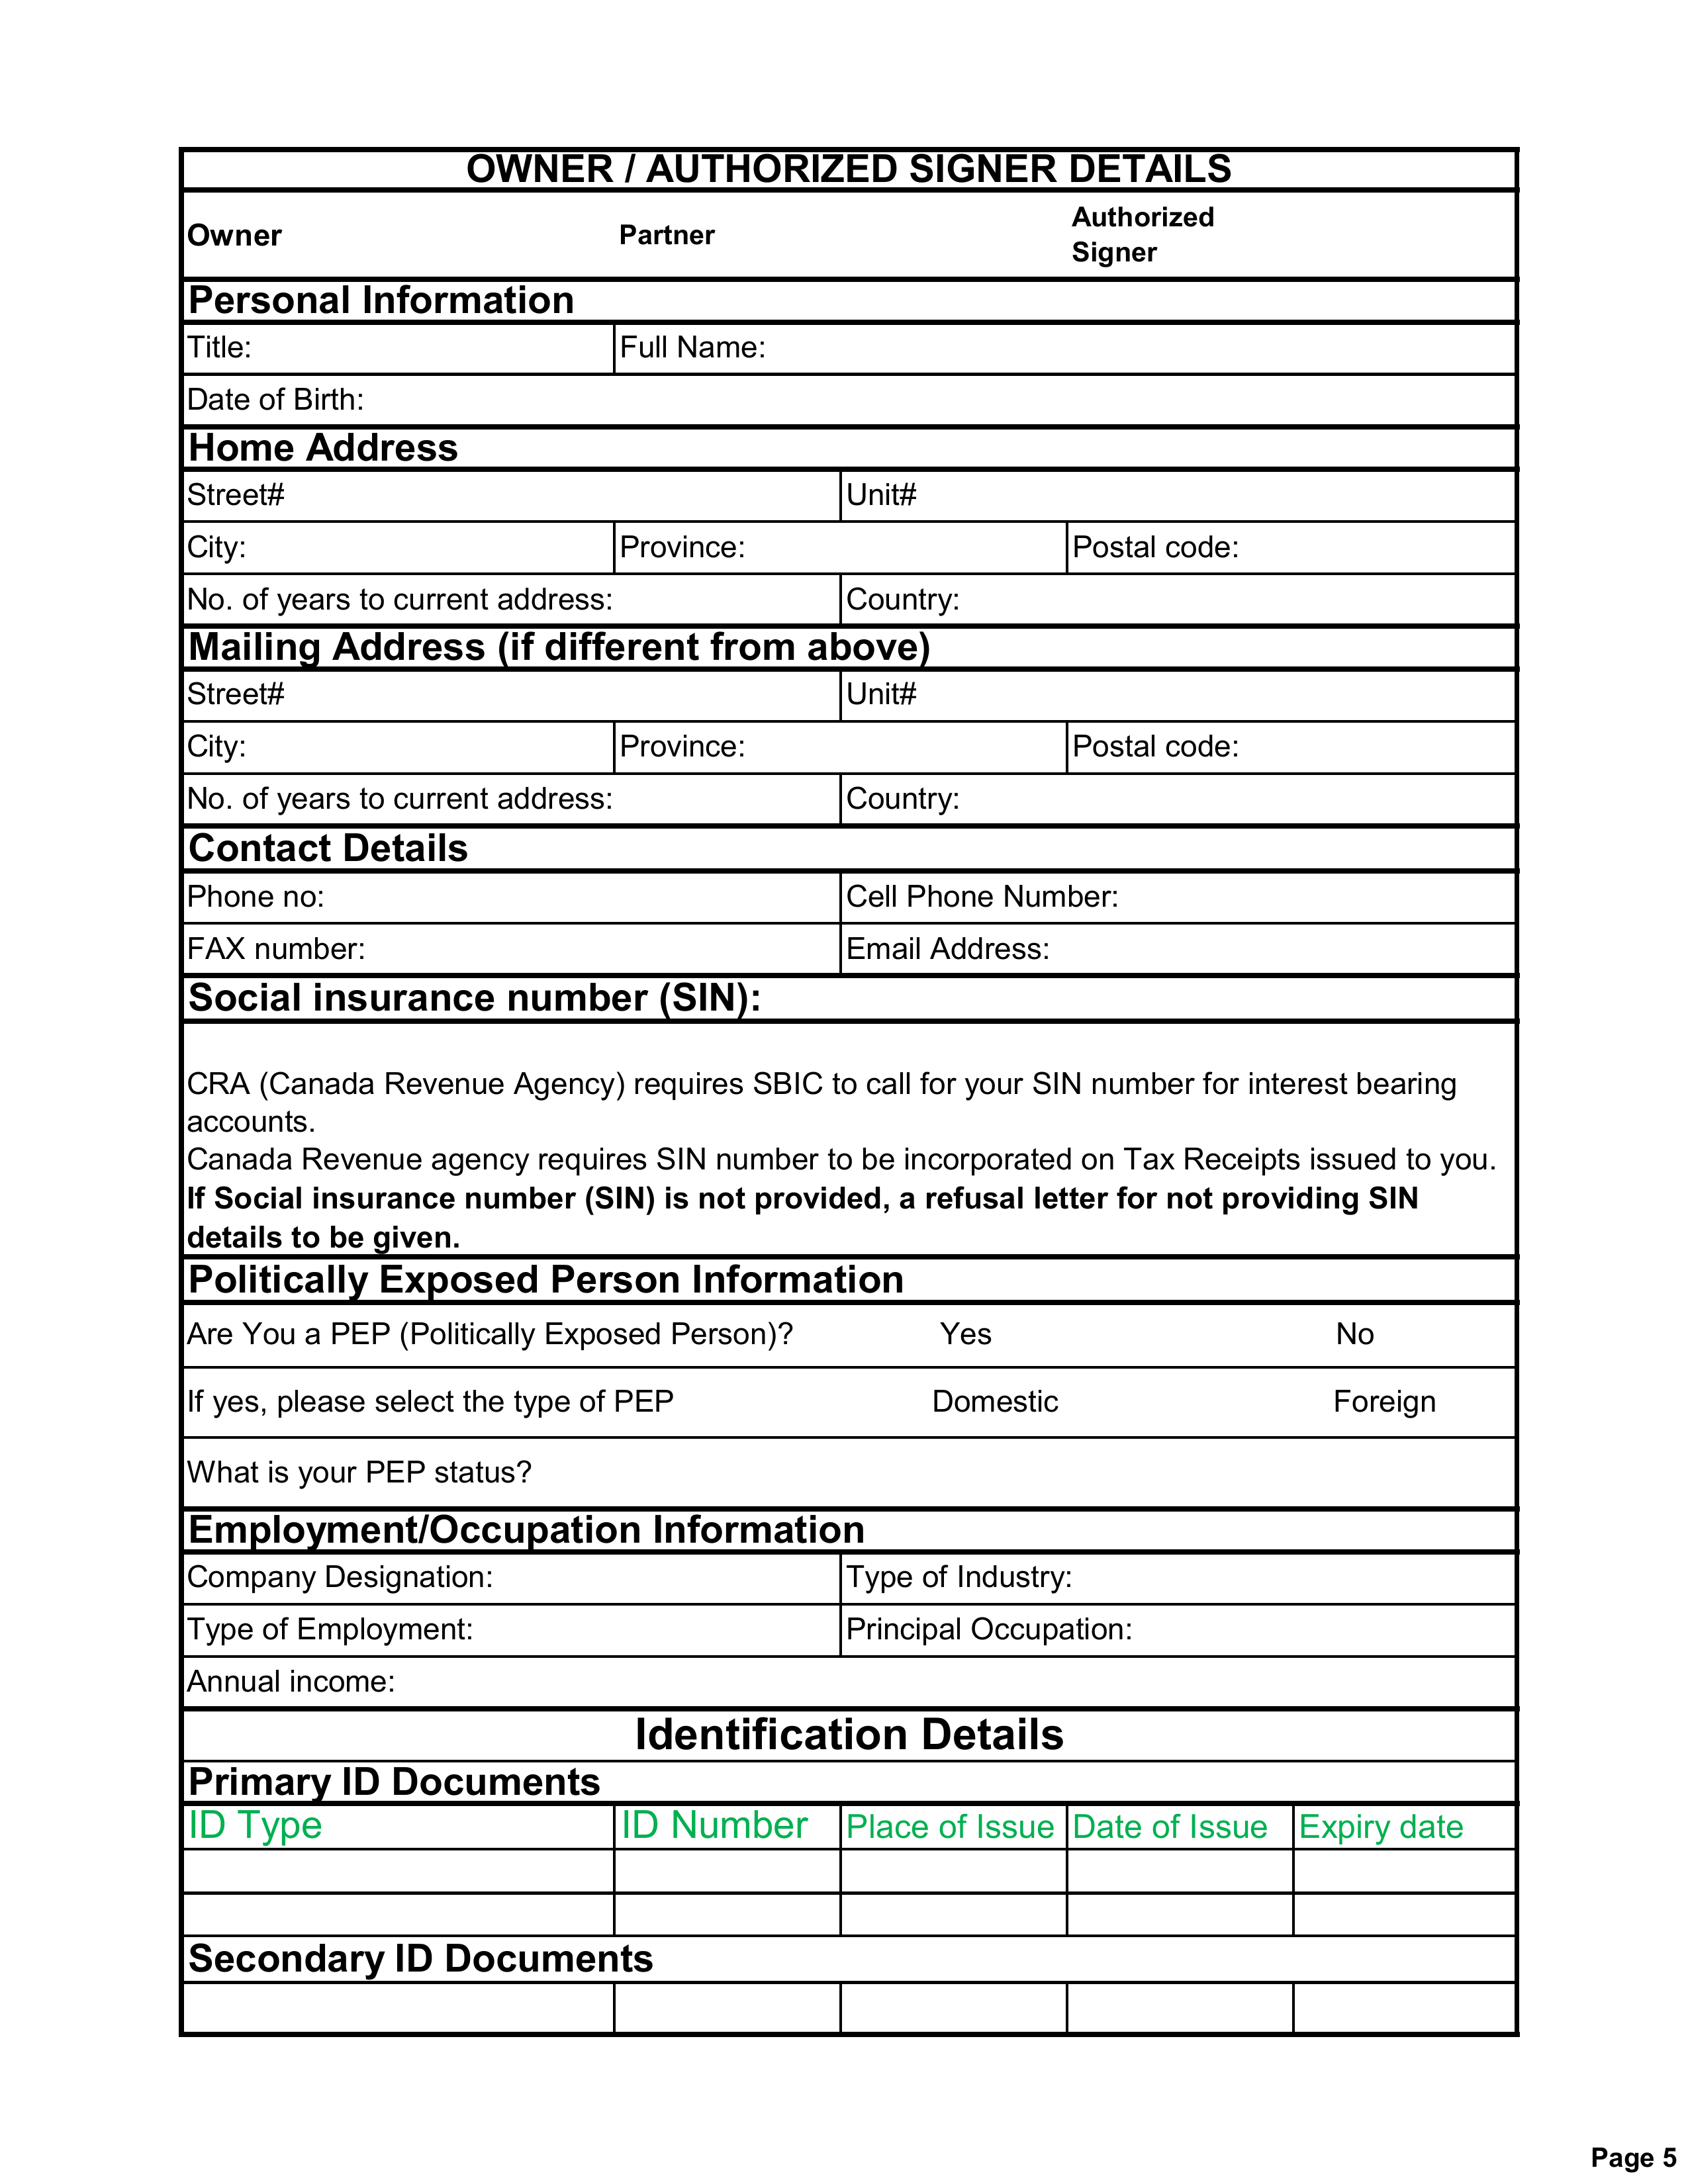 OWNER / AUTHORIZED SIGNER DETAILS
Owner Partner Authorized
Signer
Personal Information
Title: Full Name:
Date of Birth:
Home Address
Street# Unit#
City: Province: Postal code:
No. of years to current address: Country:
Mailing Address (if different from above)
Street# Unit#
City: Province: Postal code:
No. of years to current address: Country:
Contact Details
Phone no: Cell Phone Number:
FAX number: Email Address:
Social insurance number (SIN):
CRA (Canada Revenue Agency) requires SBIC to call for your SIN number for interest bearing
accounts.
Canada Revenue agency requires SIN number to be incorporated on Tax Receipts issued to you.
If Social insurance number (SIN) is not provided, a refusal letter for not providing SIN
details to be given.
Politically Exposed Person Information
Are You a PEP (Politically Exposed Person)? Yes No
If yes, please select the type of PEP Domestic Foreign
What is your PEP status?
Employment/Occupation Information
Company Designation: Type of Industry:
Type of Employment: Principal Occupation:
Annual income:
Identification Details
Primary ID Documents
ID Type ID Number Place of Issue Date of Issue Expiry date
Secondary ID Documents
Page 5